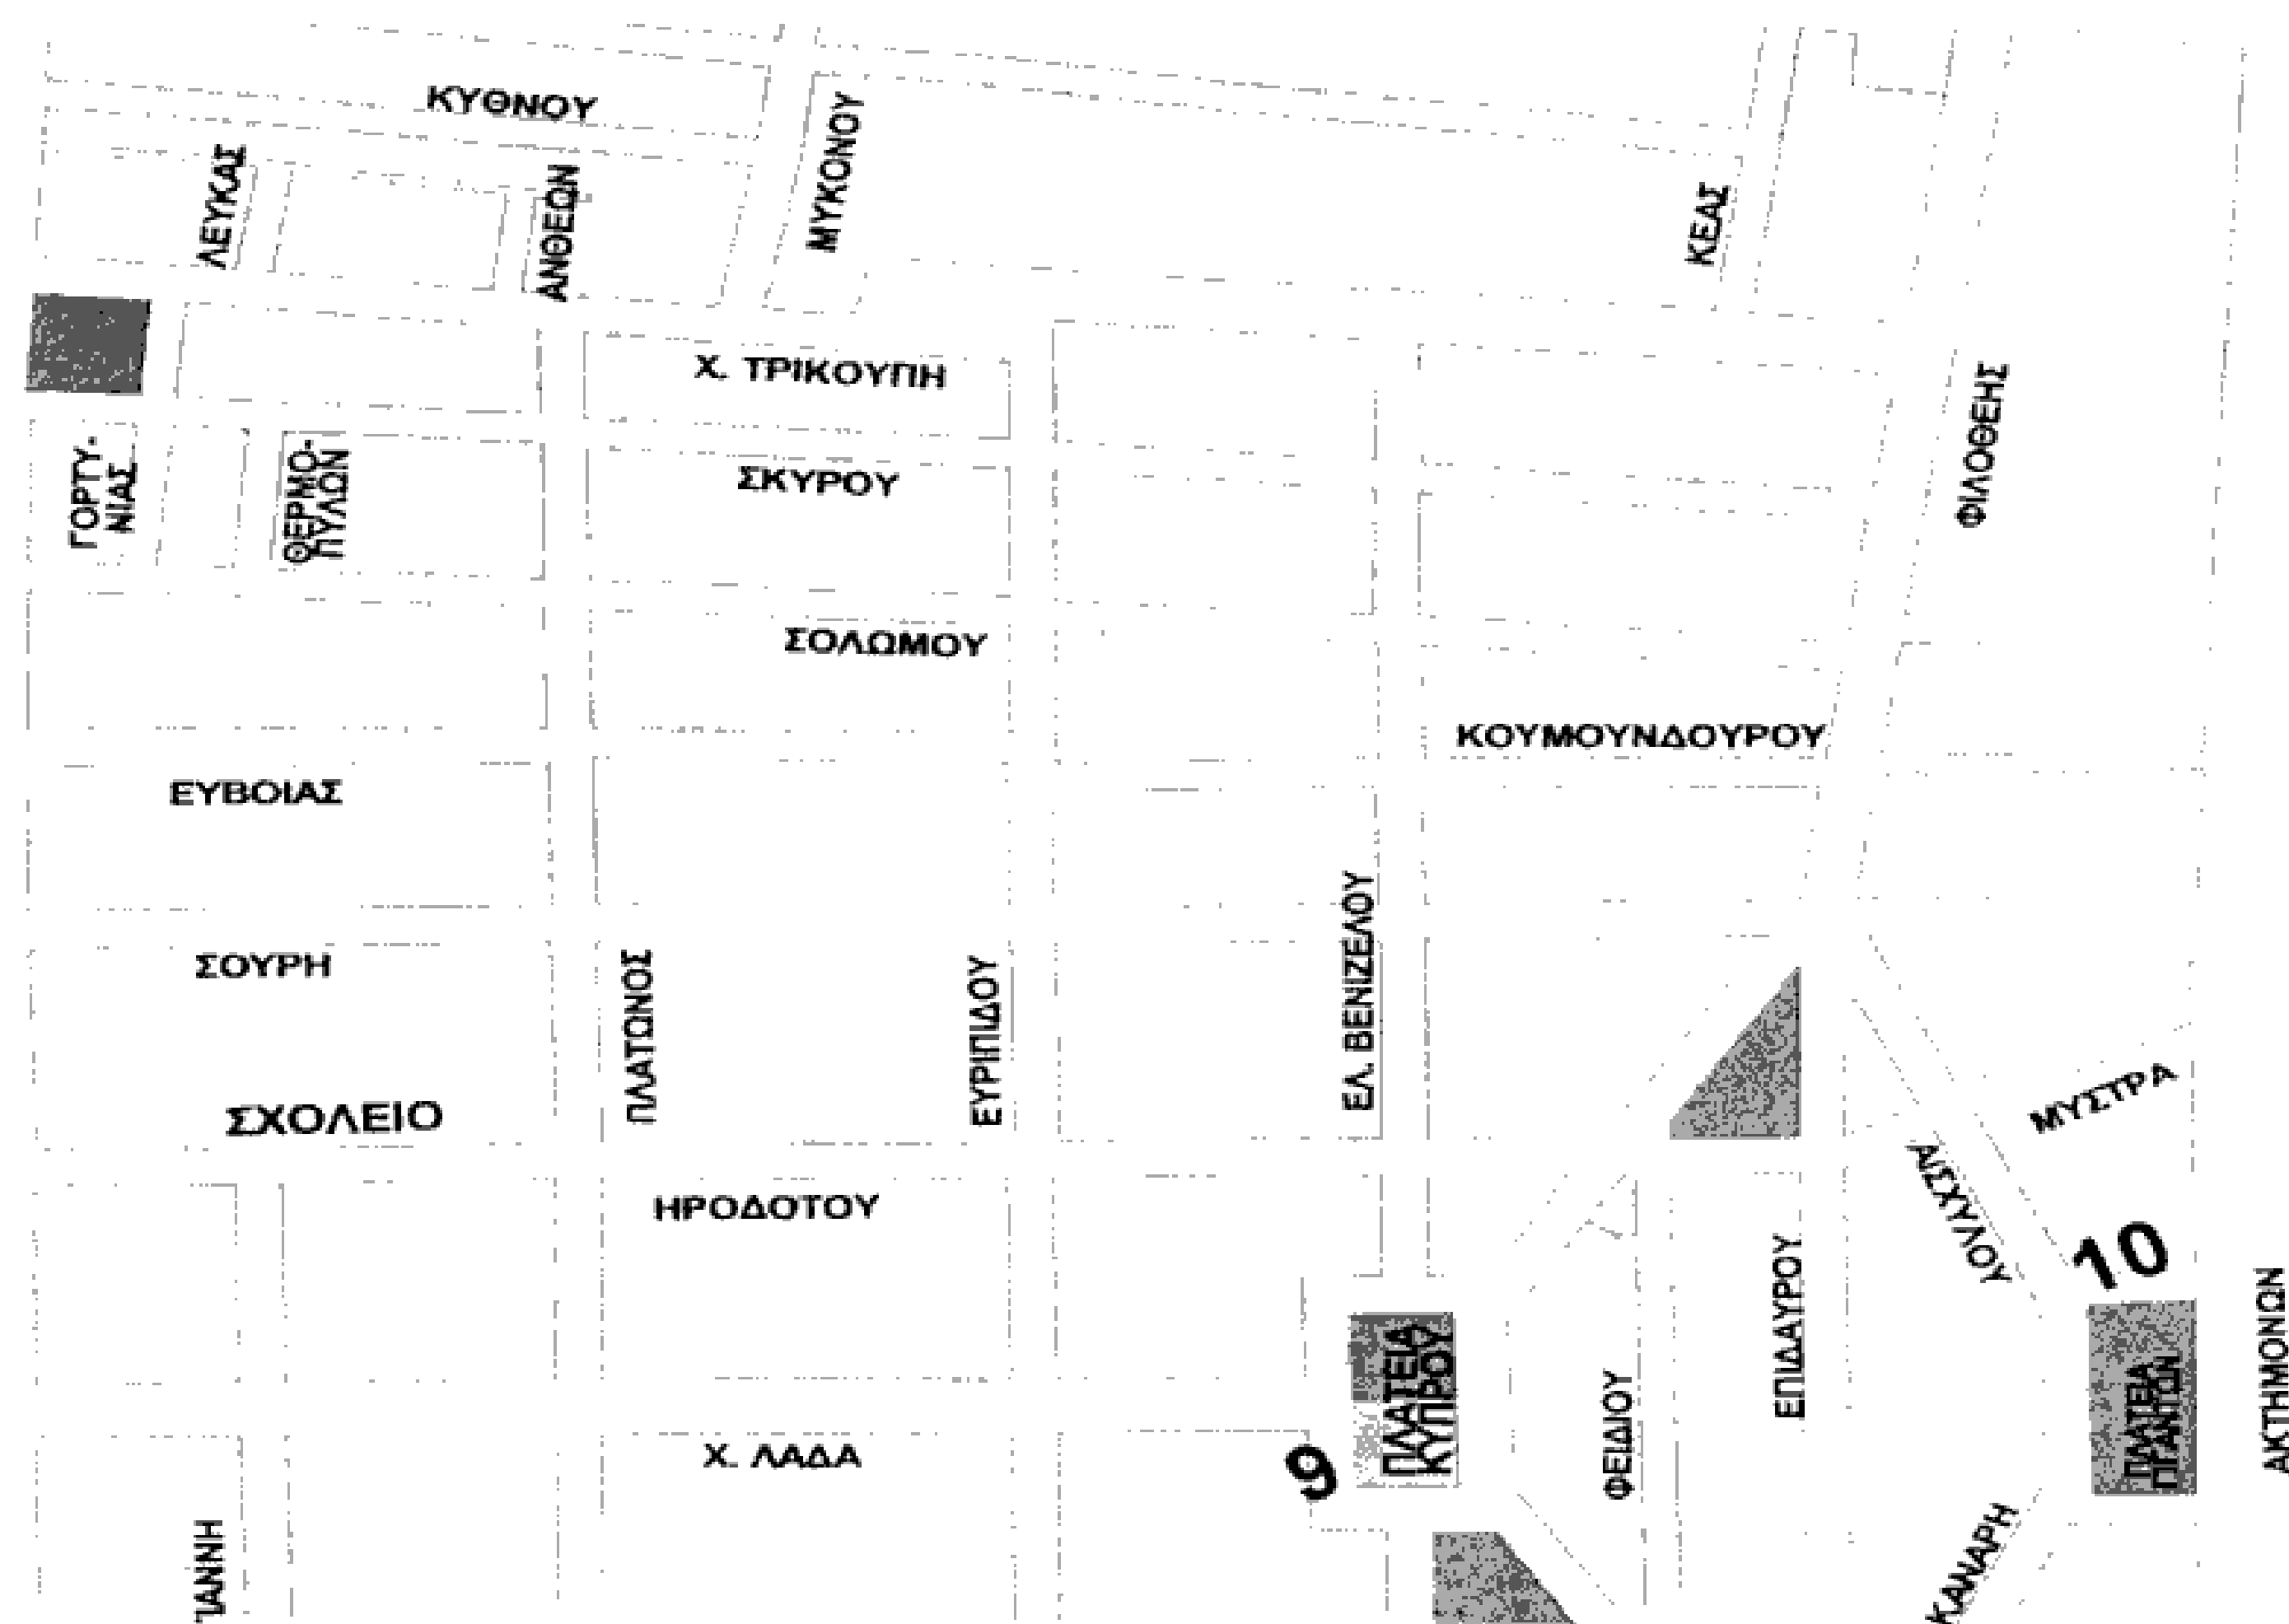 ΚΥΘΝΟΥ
ΛΕΥΚΑΣ
ΑΝΘΕΩΝ
ΜΥΚΟΝΟΥ
ΚΕΑΣ
Χ. ΤΡΙΚΟΥΠΗ
ΦΙΛΟΘΕΗΣ
ΓΟΡΤΥ-
ΝΙΑΣ
ΘΕΡΜΟ-
ΠΥΛΩΝ
ΣΚΥΡΟΥ
ΣΟΛΩΜΟΥ
ΚΟΥΜΟΥΝΔΟΥΡΟΥ
ΕΥΒΟΙΑΣ
ΣΟΥΡΗ
ΠΛΑΤΩΝΟΣ
ΕΥΡΙΠΙΔΟΥ
ΕΛ. ΒΕΝΙΖΕΛΟΥ
ΣΧΟΛΕΙΟ
ΜΥΣΤΡΑ
ΑΙΣΧΥΛΟΥ
ΗΡΟΔΟΤΟΥ
10
ΕΠΙΔΑΥΡΟΥ
ΑΚΤΗΜΟΝΩΝ
ΠΛΑΤΕΙΑ
ΚΥΠΡΟΥ
ΦΕΙΔΙΟΥ
ΠΛΑΤΕΙΑ
Χ. ΛΑΔΑ
9
ΚΑΝΑΡΗ